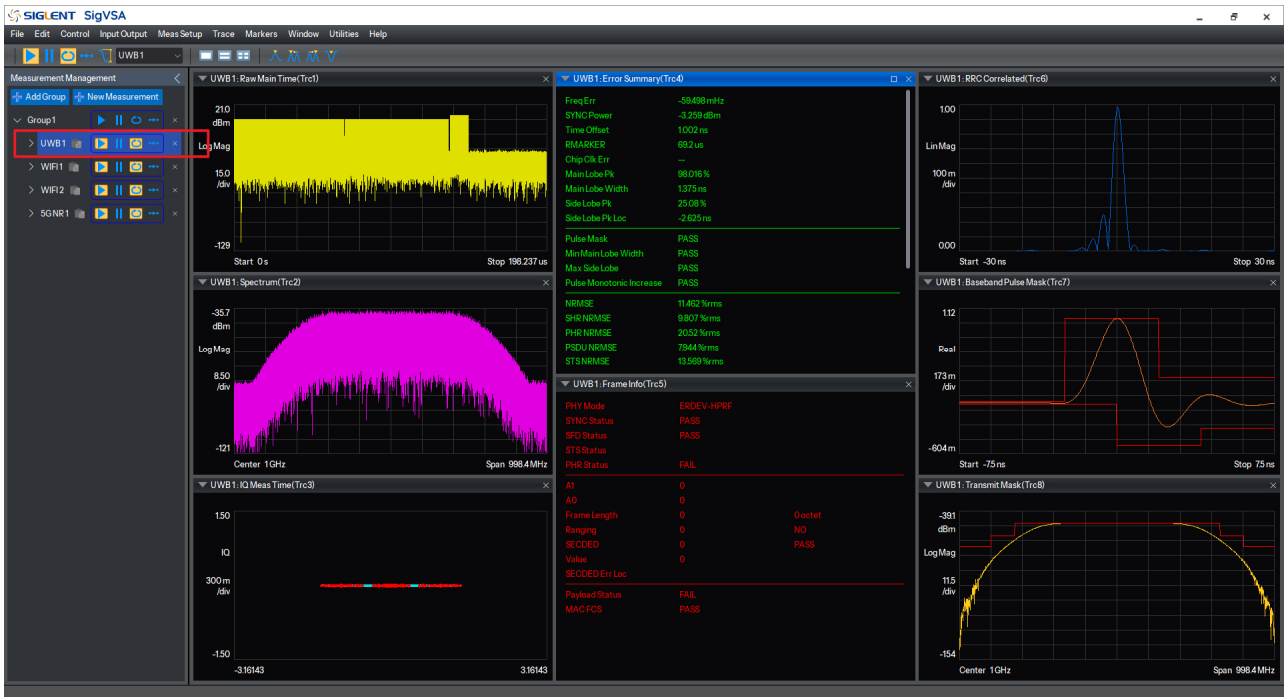 SIGLENT SigVSA
File Edit Control Input Output Meas Setup Trace Markers Window Utilities Help
UWB1
Measurement Management
Add Group New Measurement
Group1
UWB1
WIFI1
WIFI2
5GNR1
UWB1: Raw Main Time(Trc1)
21.0
dBm
Log Mag
15.0
/div
-129
Start 0 s Stop 198.237 us
UWB1: Spectrum(Trc2)
-35.7
dBm
Log Mag
8.50
/div
-121
Center 1 GHz Span 998.4 MHz
UWB1: IQ Meas Time(Trc3)
1.50
IQ
300 m
/div
-1.50
-3.16143 3.16143
UWB1: Error Summary(Trc4)
Freq Err -59.498 mHz
SYNC Power -3.259 dBm
Time Offset 1.002 ns
RMARKER 69.2 us
Chip Clk Err ---
Main Lobe Pk 98.016 %
Main Lobe Width 1.375 ns
Side Lobe Pk 25.08 %
Side Lobe Pk Loc -2.625 ns
Pulse Mask PASS
Min Main Lobe Width PASS
Max Side Lobe PASS
Pulse Monotonic Increase PASS
NRMSE 11.462 %rms
SHR NRMSE 9.807 %rms
PHR NRMSE 20.52 %rms
PSDU NRMSE 7.944 %rms
STS NRMSE 13.569 %rms
UWB1: Frame Info(Trc5)
PHY Mode ERDEV-HPRF
SYNC Status PASS
SFD Status PASS
STS Status
PHR Status FAIL
A1 0
A0 0
Frame Length 0 0 octet
Ranging 0 NO
SECDED 0 PASS
Value 0
SECDED Err Loc
Payload Status FAIL
MAC FCS PASS
UWB1: RRC Correlated(Trc6)
1.00
Lin Mag
100 m
/div
0.00
Start -30 ns Stop 30 ns
UWB1: Baseband Pulse Mask(Trc7)
1.12
Real
173 m
/div
-604 m
Start -7.5 ns Stop 7.5 ns
UWB1: Transmit Mask(Trc8)
-39.1
dBm
Log Mag
11.5
/div
-154
Center 1 GHz Span 998.4 MHz